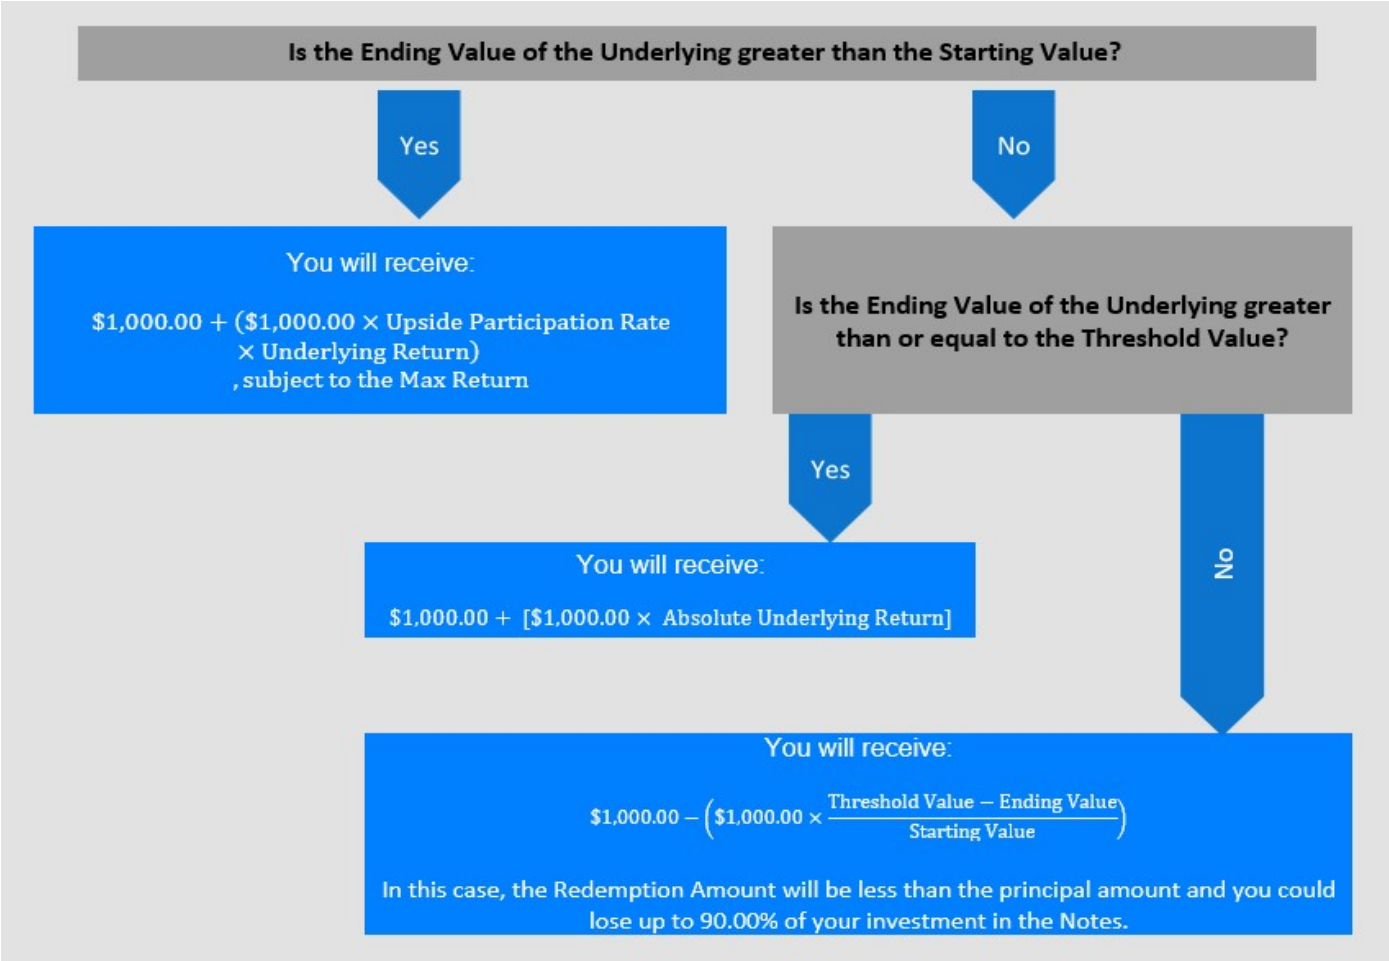 Is the Ending Value of the Underlying greater than the Starting Value?
Yes
No
You will receive:
$1,000.00 + ($1,000.00 × Upside Participation Rate
× Underlying Return)
, subject to the Max Return
Is the Ending Value of the Underlying greater
than or equal to the Threshold Value?
Yes
No
You will receive:
$1,000.00 + [$1,000.00 × Absolute Underlying Return]
You will receive:
$1,000.00 − ($1,000.00 × Threshold Value − Ending Value
Starting Value)
In this case, the Redemption Amount will be less than the principal amount and you could
lose up to 90.00% of your investment in the Notes.